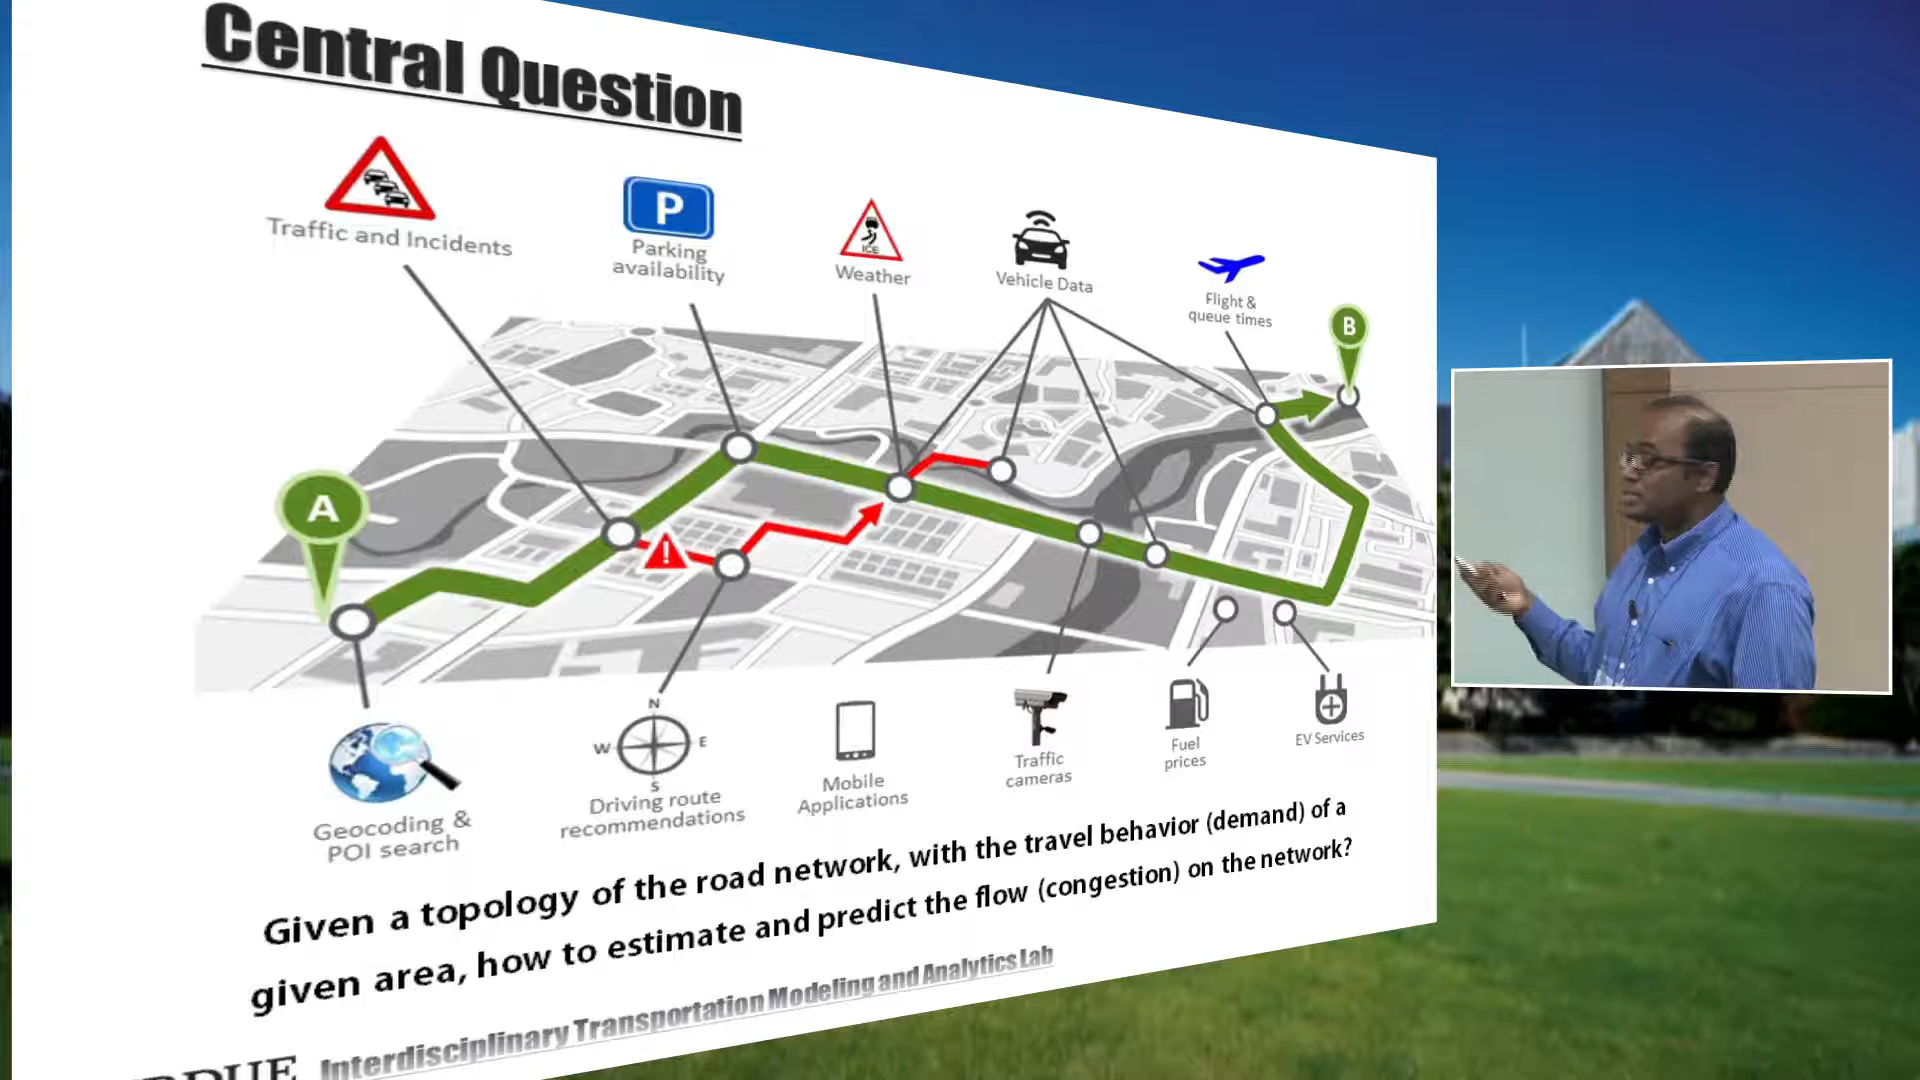 Central Question
Traffic and Incidents
P
Parking
availability
ICE
Weather
Vehicle Data
Flight &
queue times
B
A
!
N
W
E
S
Geocoding &
POI search
Driving route
recommendations
Mobile
Applications
Traffic
cameras
Fuel
prices
EV Services
Given a topology of the road network, with the travel behavior (demand) of a
given area, how to estimate and predict the flow (congestion) on the network?
Interdisciplinary Transportation Modeling and Analytics Lab